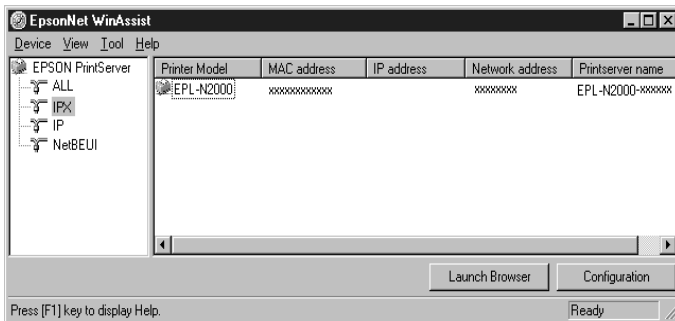 EpsonNet WinAssist
Device View Tool Help
EPSON PrintServer
ALL
IPX
IP
NetBEUI
Printer Model MAC address IP address Network address Printserver name
EPL-N2000 xxxxxxxxxxxx xxxxxxxx EPL-N2000-xxxxxx
Launch Browser Configuration
Press [F1] key to display Help. Ready